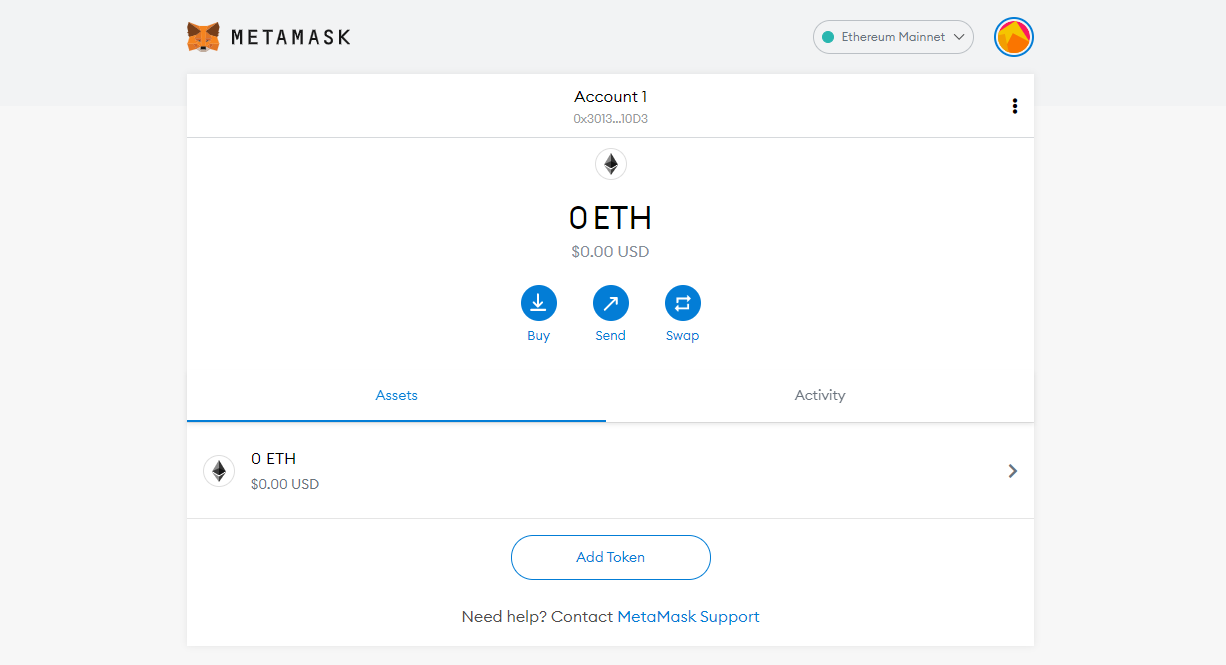 METAMASK
Ethereum Mainnet
Account 1
0x3013...10D3
0 ETH
$0.00 USD
Buy Send Swap
Assets Activity
0 ETH
$0.00 USD
Add Token
Need help? Contact MetaMask Support